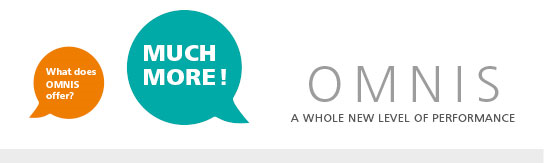 What does
OMNIS
offer?
MUCH
MORE!
OMNIS
A WHOLE NEW LEVEL OF PERFORMANCE